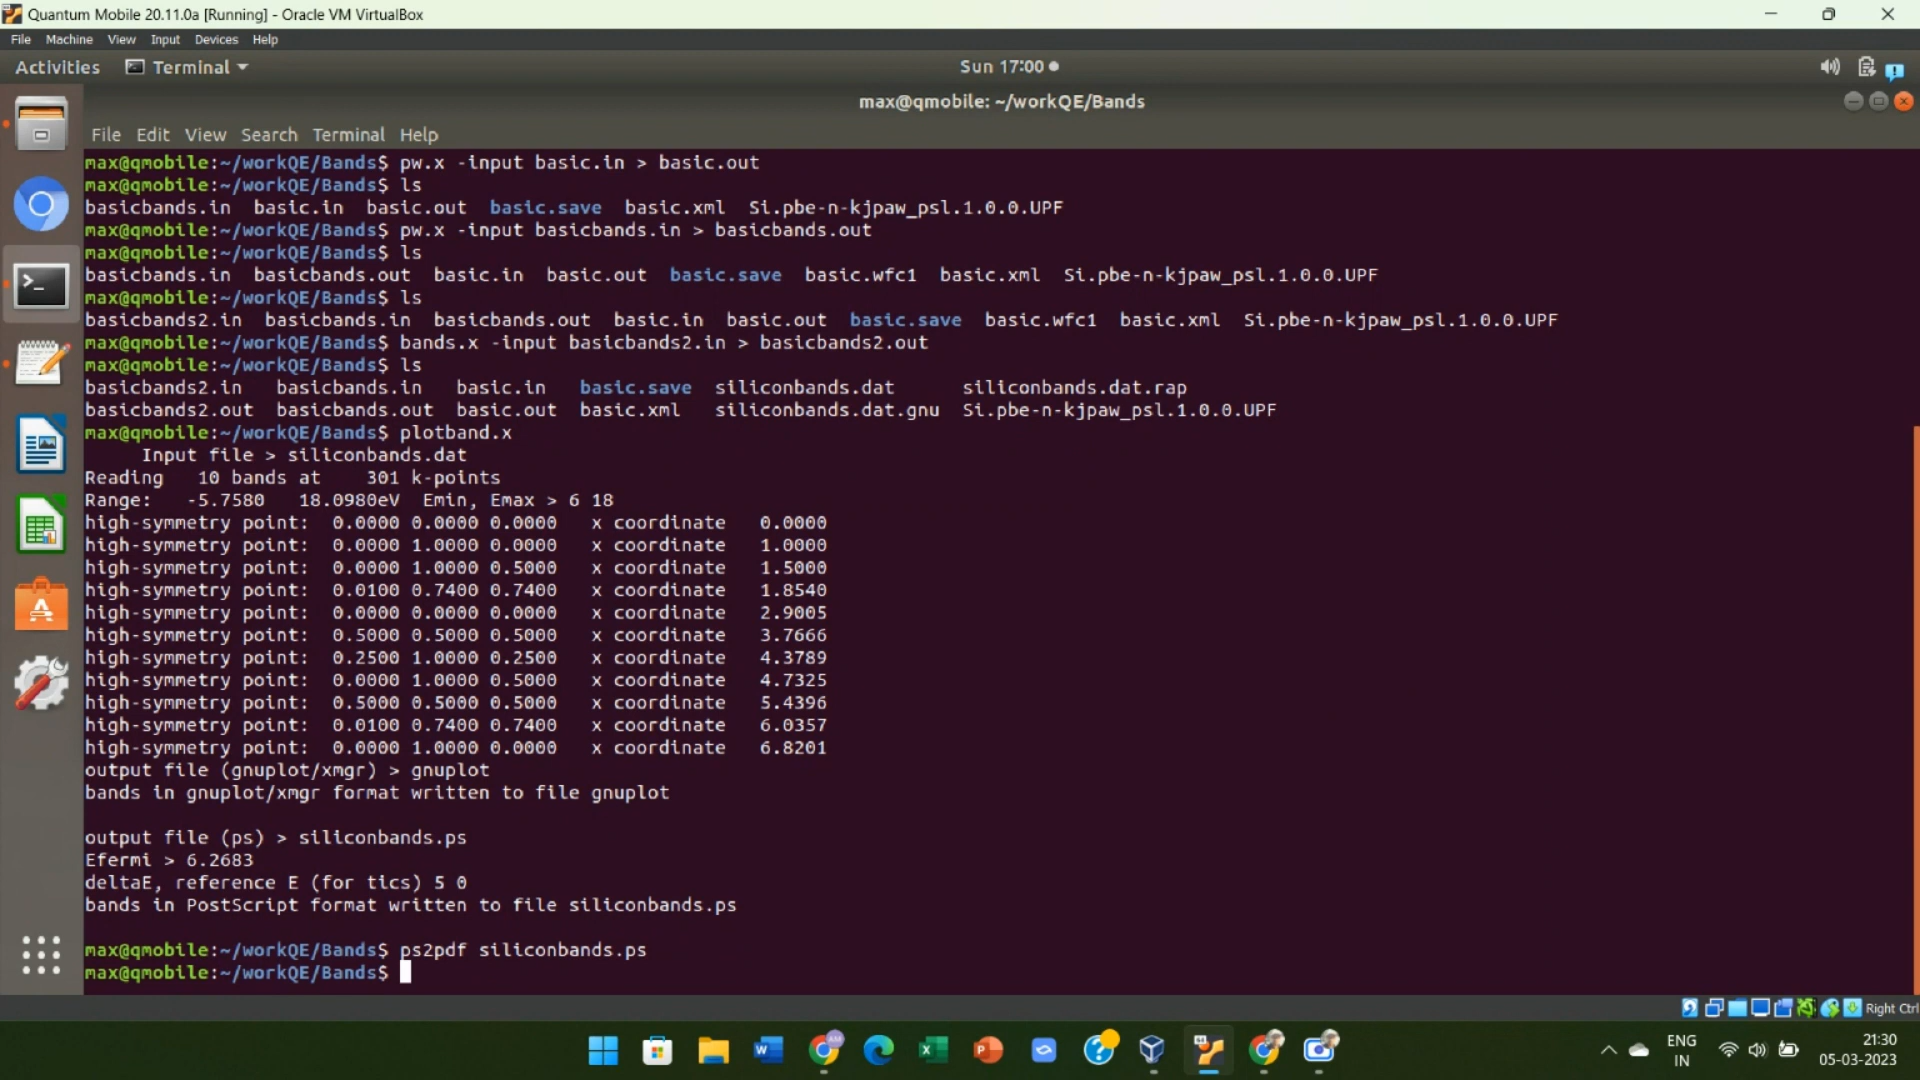 Quantum Mobile 20.11.0a [Running] - Oracle VM VirtualBox
File Machine View Input Devices Help
Activities Terminal Sun 17:00
max@qmobile: ~/workQE/Bands
File Edit View Search Terminal Help
max@qmobile:~/workQE/Bands$ pw.x -input basic.in > basic.out
max@qmobile:~/workQE/Bands$ ls
basicbands.in basic.in basic.out basic.save basic.xml Si.pbe-n-kjpaw_psl.1.0.0.UPF
max@qmobile:~/workQE/Bands$ pw.x -input basicbands.in > basicbands.out
max@qmobile:~/workQE/Bands$ ls
basicbands.in basicbands.out basic.in basic.out basic.save basic.wfc1 basic.xml Si.pbe-n-kjpaw_psl.1.0.0.UPF
max@qmobile:~/workQE/Bands$ ls
basicbands2.in basicbands.in basicbands.out basic.in basic.out basic.save basic.wfc1 basic.xml Si.pbe-n-kjpaw_psl.1.0.0.UPF
max@qmobile:~/workQE/Bands$ bands.x -input basicbands2.in > basicbands2.out
max@qmobile:~/workQE/Bands$ ls
basicbands2.in basicbands.in basic.in basic.save siliconbands.dat siliconbands.dat.rap
basicbands2.out basicbands.out basic.out basic.xml siliconbands.dat.gnu Si.pbe-n-kjpaw_psl.1.0.0.UPF
max@qmobile:~/workQE/Bands$ plotband.x
Input file > siliconbands.dat
Reading 10 bands at 301 k-points
Range: -5.7580 18.0980eV Emin, Emax > 6 18
high-symmetry point: 0.0000 0.0000 0.0000 x coordinate 0.0000
high-symmetry point: 0.0000 1.0000 0.0000 x coordinate 1.0000
high-symmetry point: 0.0000 1.0000 0.5000 x coordinate 1.5000
high-symmetry point: 0.0100 0.7400 0.7400 x coordinate 1.8540
high-symmetry point: 0.0000 0.0000 0.0000 x coordinate 2.9005
high-symmetry point: 0.5000 0.5000 0.5000 x coordinate 3.7666
high-symmetry point: 0.2500 1.0000 0.2500 x coordinate 4.3789
high-symmetry point: 0.0000 1.0000 0.5000 x coordinate 4.7325
high-symmetry point: 0.5000 0.5000 0.5000 x coordinate 5.4396
high-symmetry point: 0.0100 0.7400 0.7400 x coordinate 6.0357
high-symmetry point: 0.0000 1.0000 0.0000 x coordinate 6.8201
output file (gnuplot/xmgr) > gnuplot
bands in gnuplot/xmgr format written to file gnuplot
output file (ps) > siliconbands.ps
Efermi > 6.2683
deltaE, reference E (for tics) 5 0
bands in PostScript format written to file siliconbands.ps
max@qmobile:~/workQE/Bands$ ps2pdf siliconbands.ps
max@qmobile:~/workQE/Bands$
Right Ctrl
ENG 21:30
IN 05-03-2023